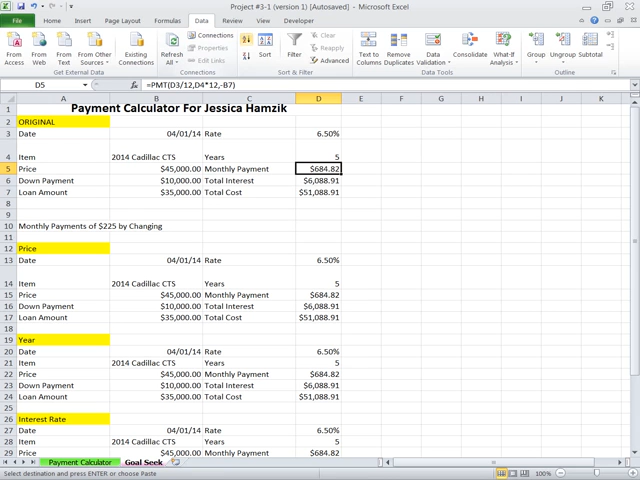 Project #3-1 (version 1) [Autosaved] - Microsoft Excel
File Home Insert Page Layout Formulas Data Review View Developer
From Access From Web From Text From Other Sources Existing Connections
Refresh All Connections Properties Edit Links
Sort Filter Clear Reapply Advanced
Text to Columns Remove Duplicates Data Validation Consolidate What-If Analysis
Group Ungroup Subtotal
Get External Data Connections Sort & Filter Data Tools Outline
D5 =PMT(D3/12,D4*12,-B7)
A B C D E F G H I J K
1 Payment Calculator For Jessica Hamzik
2 ORIGINAL
3 Date 04/01/14 Rate 6.50%
4 Item 2014 Cadillac CTS Years 5
5 Price $45,000.00 Monthly Payment $684.82
6 Down Payment $10,000.00 Total Interest $6,088.91
7 Loan Amount $35,000.00 Total Cost $51,088.91
8
9
10 Monthly Payments of $225 by Changing
11
12 Price
13 Date 04/01/14 Rate 6.50%
14 Item 2014 Cadillac CTS Years 5
15 Price $45,000.00 Monthly Payment $684.82
16 Down Payment $10,000.00 Total Interest $6,088.91
17 Loan Amount $35,000.00 Total Cost $51,088.91
18
19 Year
20 Date 04/01/14 Rate 6.50%
21 Item 2014 Cadillac CTS Years 5
22 Price $45,000.00 Monthly Payment $684.82
23 Down Payment $10,000.00 Total Interest $6,088.91
24 Loan Amount $35,000.00 Total Cost $51,088.91
25
26 Interest Rate
27 Date 04/01/14 Rate 6.50%
28 Item 2014 Cadillac CTS Years 5
29 Price $45,000.00 Monthly Payment $684.82
Payment Calculator Goal Seek
Select destination and press ENTER or choose Paste 100%